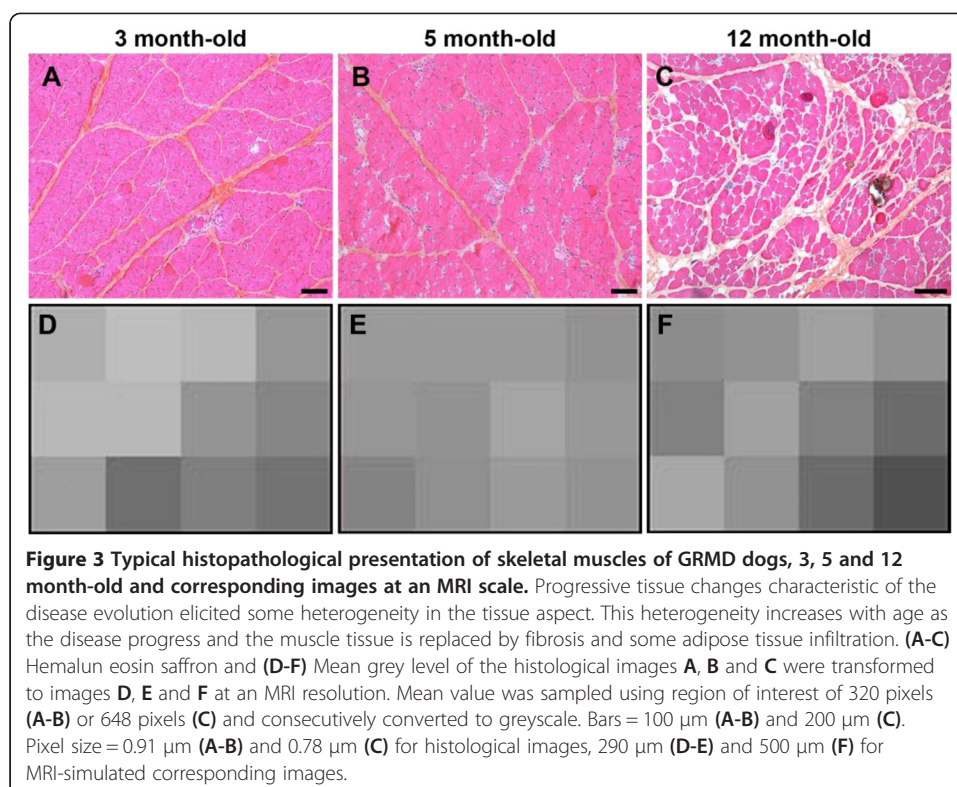 3 month-old 5 month-old 12 month-old
A B C
D E F
Figure 3 Typical histopathological presentation of skeletal muscles of GRMD dogs, 3, 5 and 12
month-old and corresponding images at an MRI scale. Progressive tissue changes characteristic of the
disease evolution elicited some heterogeneity in the tissue aspect. This heterogeneity increases with age as
the disease progress and the muscle tissue is replaced by fibrosis and some adipose tissue infiltration. (A-C)
Hemalun eosin saffron and (D-F) Mean grey level of the histological images A, B and C were transformed
to images D, E and F at an MRI resolution. Mean value was sampled using region of interest of 320 pixels
(A-B) or 648 pixels (C) and consecutively converted to greyscale. Bars = 100 μm (A-B) and 200 μm (C).
Pixel size = 0.91 μm (A-B) and 0.78 μm (C) for histological images, 290 μm (D-E) and 500 μm (F) for
MRI-simulated corresponding images.